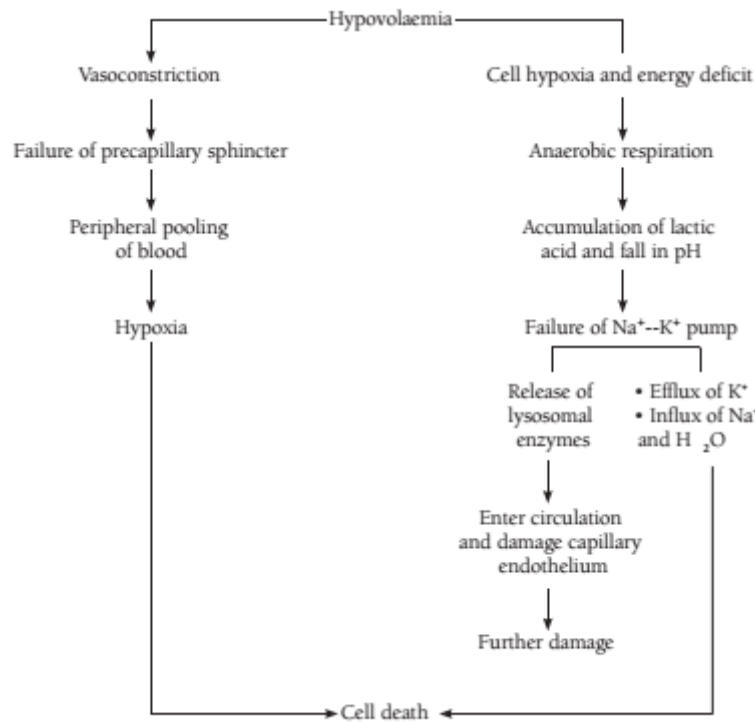 Hypovolaemia
Vasoconstriction
Cell hypoxia and energy deficit
Failure of precapillary sphincter
Anaerobic respiration
Peripheral pooling
of blood
Accumulation of lactic
acid and fall in pH
Hypoxia
Failure of Na⁺--K⁺ pump
Release of
lysosomal
enzymes
• Efflux of K⁺
• Influx of Na⁺
and H ₂O
Enter circulation
and damage capillary
endothelium
Further damage
Cell death